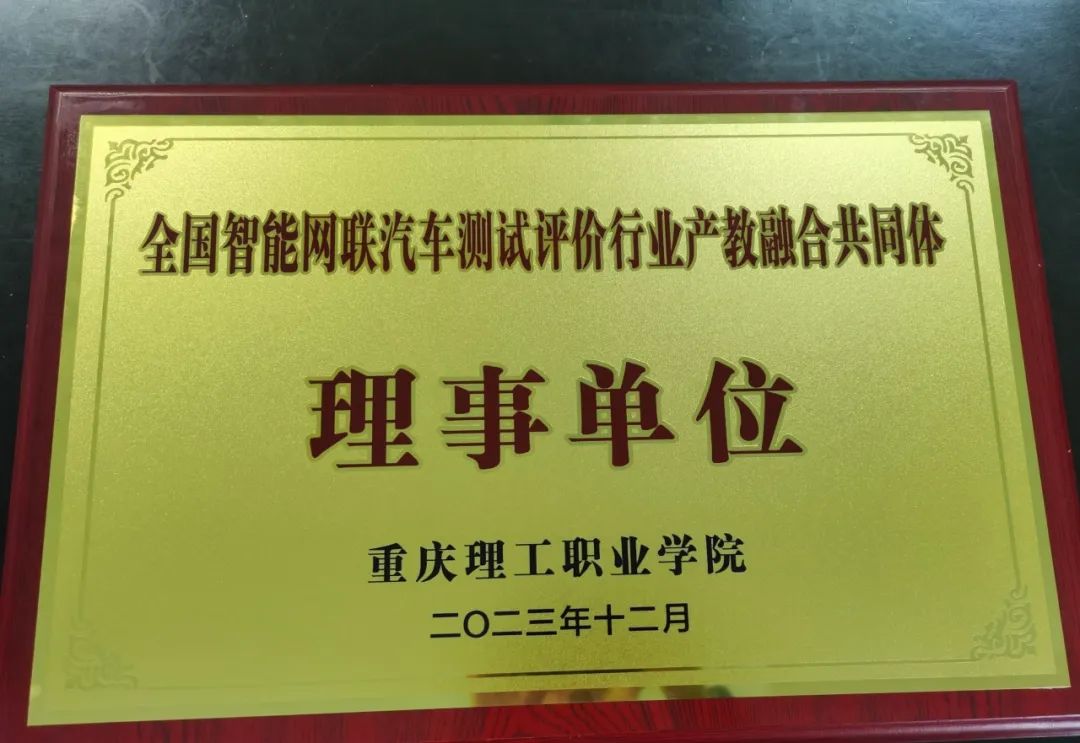 全国智能网联汽车测试评价行业产教融合共同体
理事单位
重庆理工职业学院
二〇二三年十二月